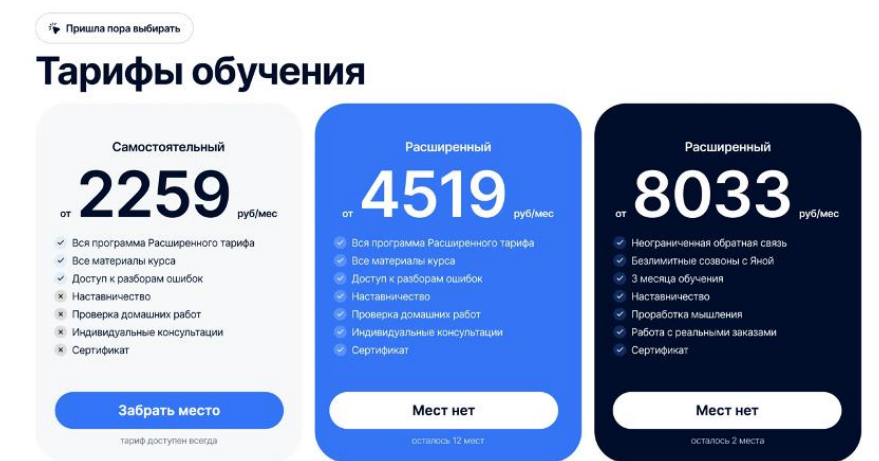 Пришла пора выбирать
Тарифы обучения
Самостоятельный
от 2259 руб/мес
Вся программа Расширенного тарифа
Все материалы курса
Доступ к разборам ошибок
Наставничество
Проверка домашних работ
Индивидуальные консультации
Сертификат
Забрать место
тариф доступен всегда
Расширенный
от 4519 руб/мес
Вся программа Расширенного тарифа
Все материалы курса
Доступ к разборам ошибок
Наставничество
Проверка домашних работ
Индивидуальные консультации
Сертификат
Мест нет
осталось 12 мест
Расширенный
от 8033 руб/мес
Неограниченная обратная связь
Безлимитные созвоны с Яной
3 месяца обучения
Наставничество
Проработка мышления
Работа с реальными заказами
Сертификат
Мест нет
осталось 2 места